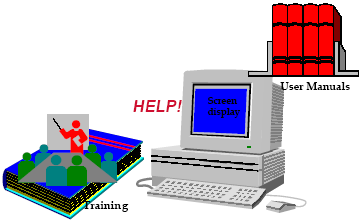 User Manuals
HELP!
Screen
display
Training